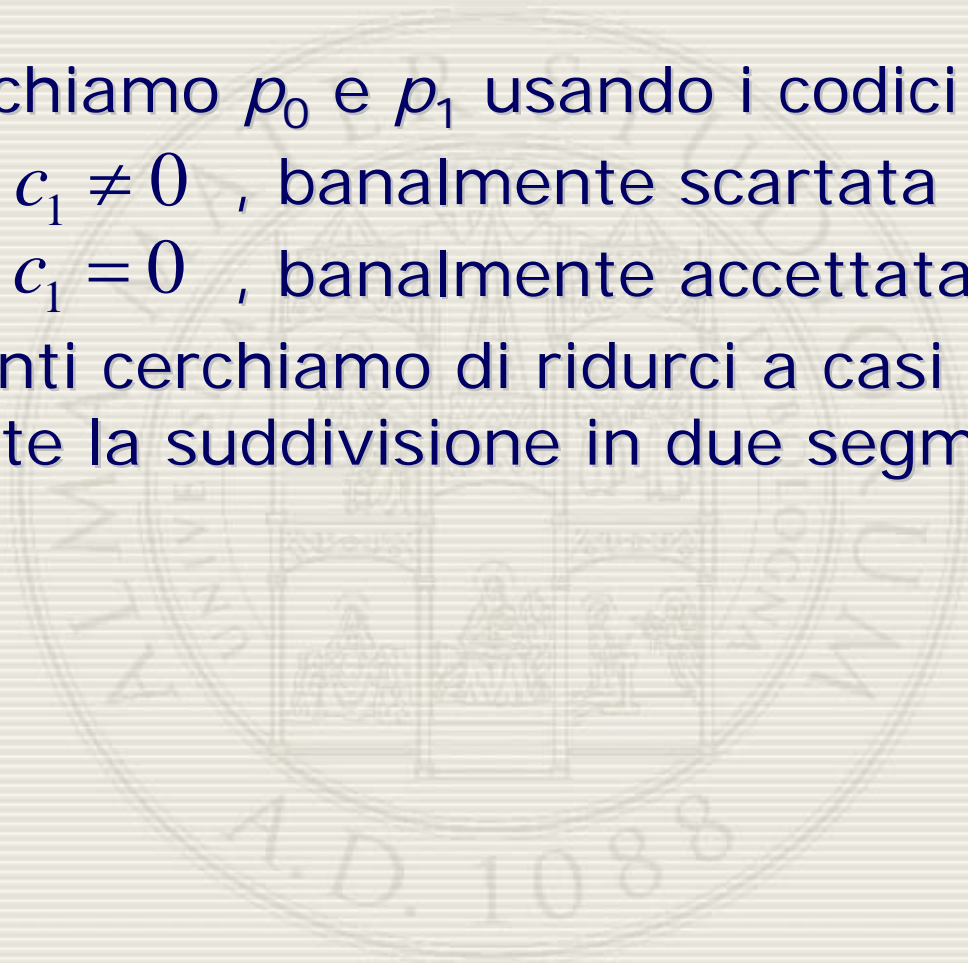 chiamo p₀ e p₁ usando i codici
c₁ ≠ 0 , banalmente scartata
c₁ = 0 , banalmente accettata
nti cerchiamo di ridurci a casi
te la suddivisione in due segm
A.D. 1088